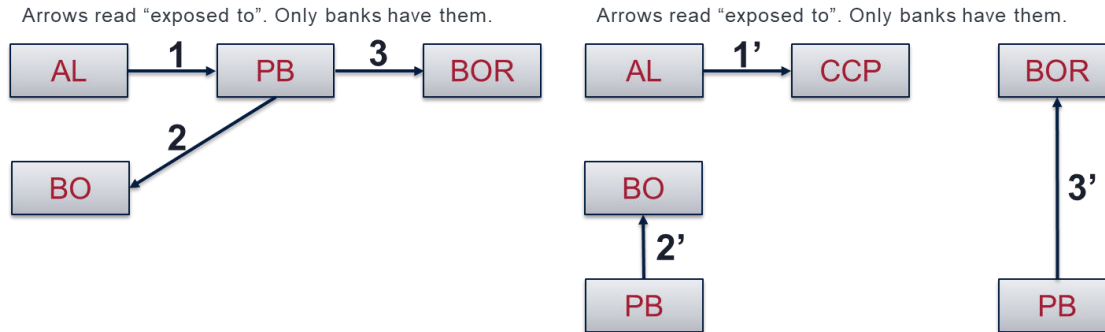 Arrows read “exposed to”. Only banks have them.
AL
1
PB
3
BOR
2
BO
Arrows read “exposed to”. Only banks have them.
AL
1’
CCP
BOR
BO
3’
2’
PB
PB